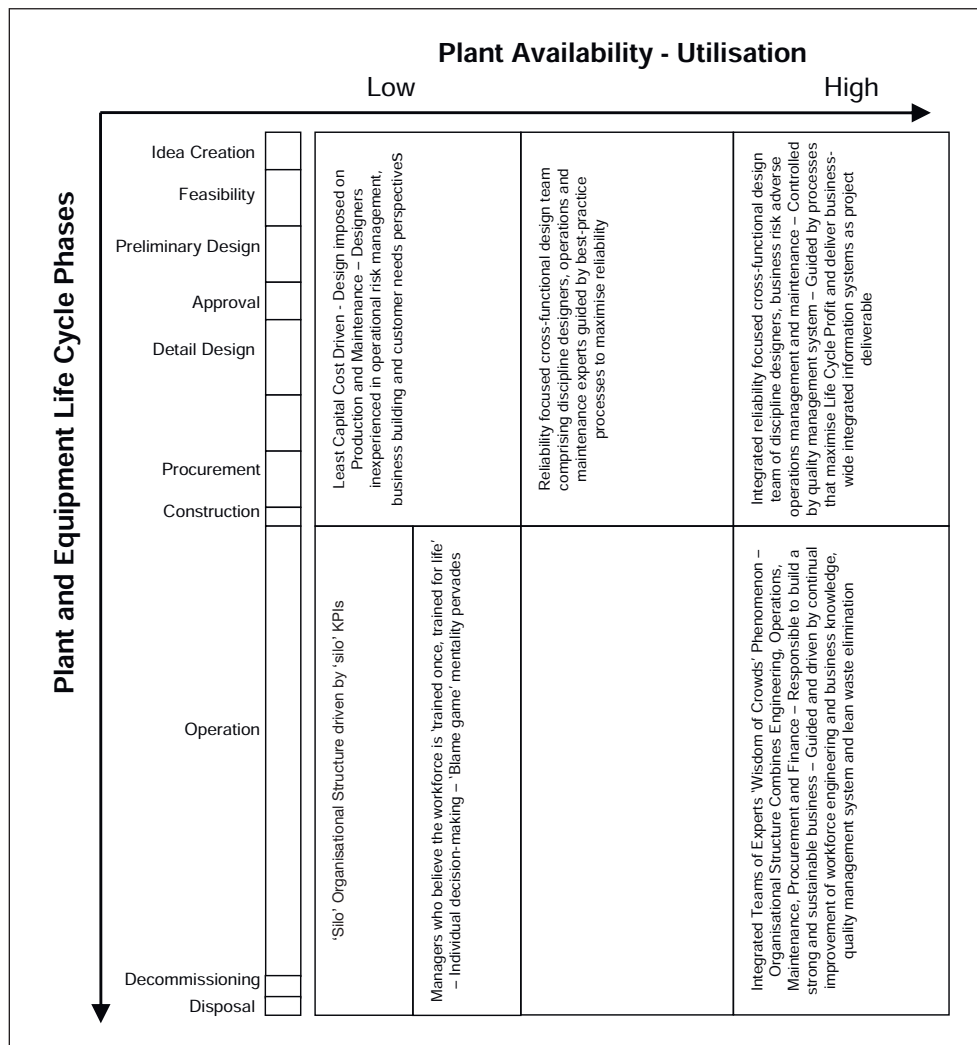 Plant Availability - Utilisation
Low
High
Plant and Equipment Life Cycle Phases
Idea Creation
Feasibility
Preliminary Design
Approval
Detail Design
Procurement
Construction
Operation
Decommissioning
Disposal
Least Capital Cost Driven - Design imposed on
Production and Maintenance – Designers
inexperienced in operational risk management,
business building and customer needs perspectives
Reliability focused cross-functional design team
comprising discipline designers, operations and
maintenance experts guided by best-practice
processes to maximise reliability
Integrated reliability focused cross-functional design
team of discipline designers, business risk adverse
operations management and maintenance – Controlled
by quality management system – Guided by processes
that maximise Life Cycle Profit and deliver business-
wide integrated information systems as project
deliverable
‘Silo’ Organisational Structure driven by ‘silo’ KPIs
Managers who believe the workforce is ‘trained once, trained for life’
– Individual decision-making – ‘Blame game’ mentality pervades
Integrated Teams of Experts ‘Wisdom of Crowds’ Phenomenon –
Organisational Structure Combines Engineering, Operations,
Maintenance, Procurement and Finance – Responsible to build a
strong and sustainable business – Guided and driven by continual
improvement of workforce engineering and business knowledge,
quality management system and lean waste elimination